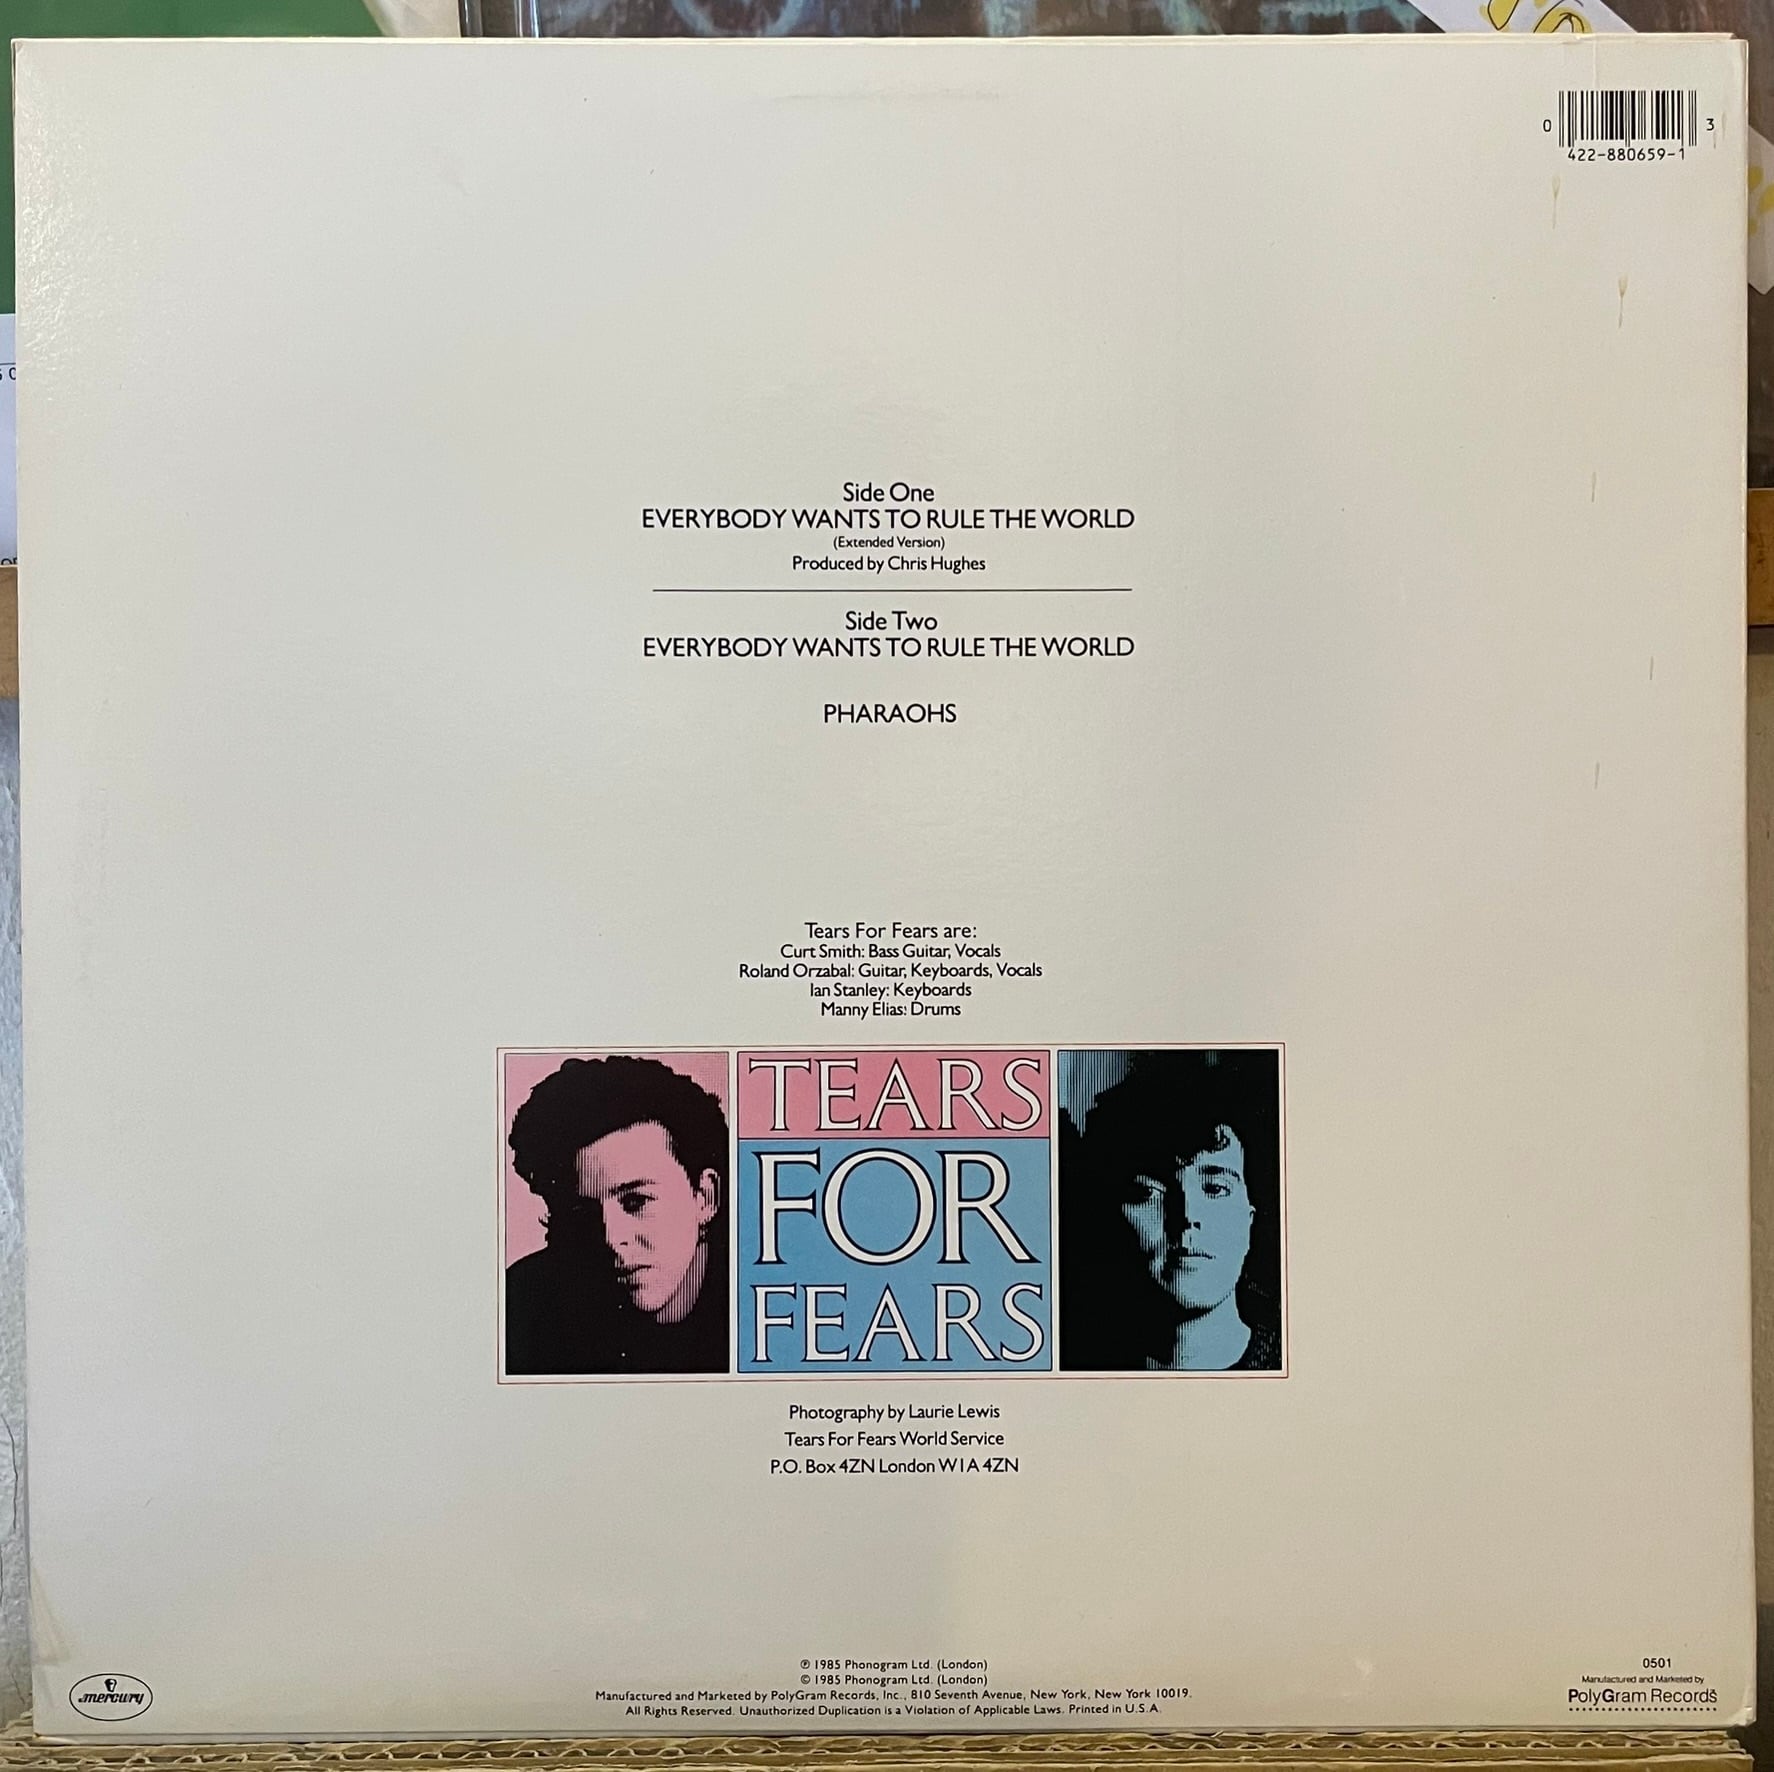 0 3
422-880659-1
Side One
EVERYBODY WANTS TO RULE THE WORLD
(Extended Version)
Produced by Chris Hughes
Side Two
EVERYBODY WANTS TO RULE THE WORLD
PHARAOHS
Tears For Fears are:
Curt Smith: Bass Guitar, Vocals
Roland Orzabal: Guitar, Keyboards, Vocals
Ian Stanley: Keyboards
Manny Elias: Drums
TEARS
FOR
FEARS
Photography by Laurie Lewis
Tears For Fears World Service
P.O. Box 4ZN London W1A 4ZN
℗ 1985 Phonogram Ltd. (London)
© 1985 Phonogram Ltd. (London)
Manufactured and Marketed by PolyGram Records, Inc., 810 Seventh Avenue, New York, New York 10019.
All Rights Reserved. Unauthorized Duplication is a Violation of Applicable Laws. Printed in U.S.A.
mercury
0501
Manufactured and Marketed by
PolyGram Records